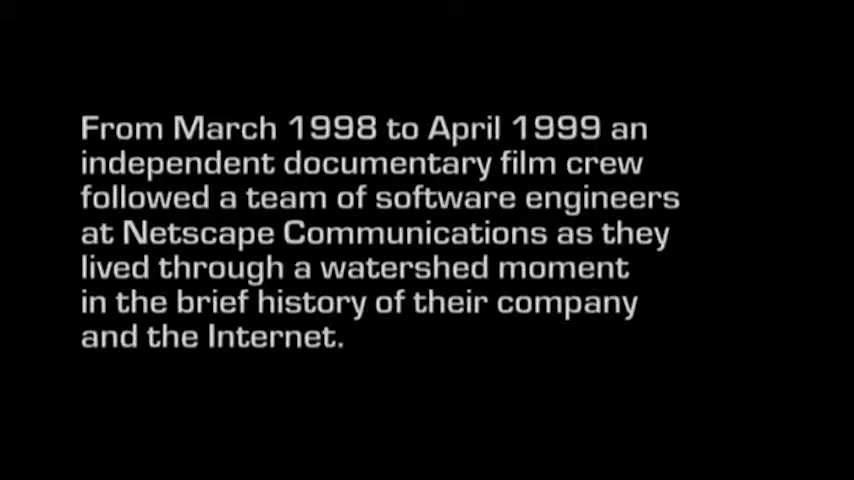 From March 1998 to April 1999 an
independent documentary film crew
followed a team of software engineers
at Netscape Communications as they
lived through a watershed moment
in the brief history of their company
and the Internet.